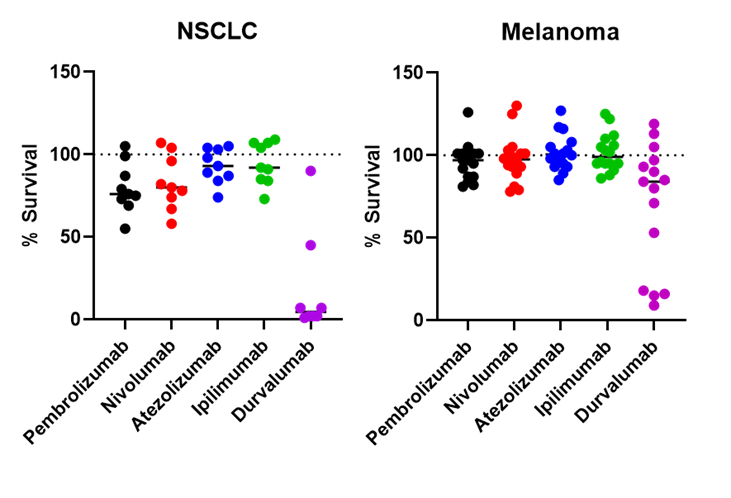 NSCLC
% Survival
150
100
50
0
Pembrolizumab
Nivolumab
Atezolizumab
Ipilimumab
Durvalumab
Melanoma
% Survival
150
100
50
0
Pembrolizumab
Nivolumab
Atezolizumab
Ipilimumab
Durvalumab